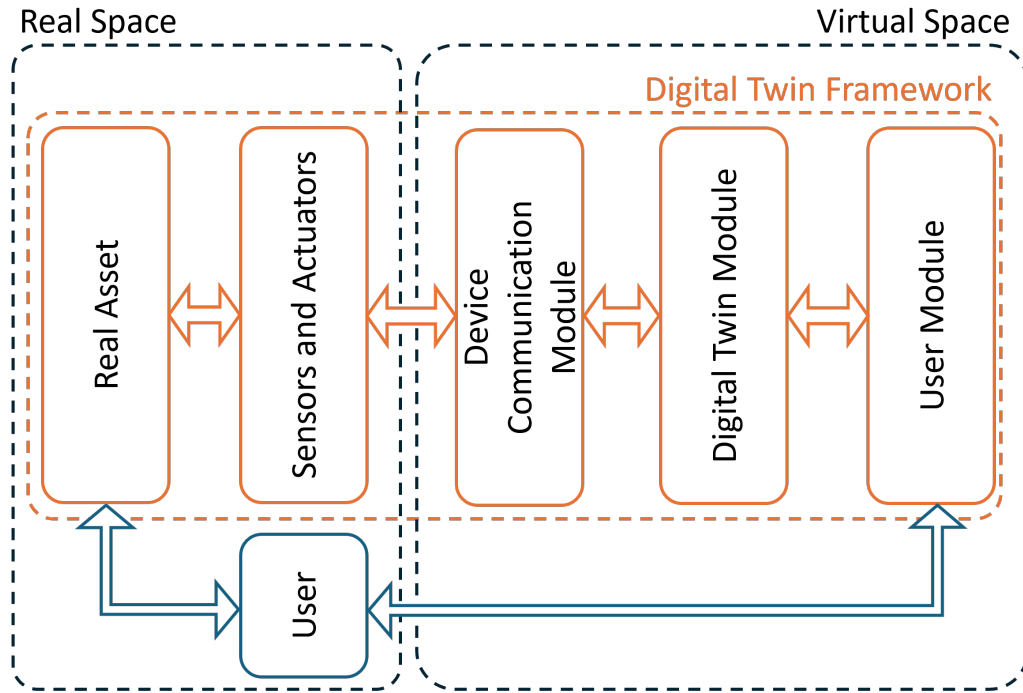 Real Space
Virtual Space
Digital Twin Framework
Real Asset
Sensors and Actuators
Device
Communication
Module
Digital Twin Module
User Module
User